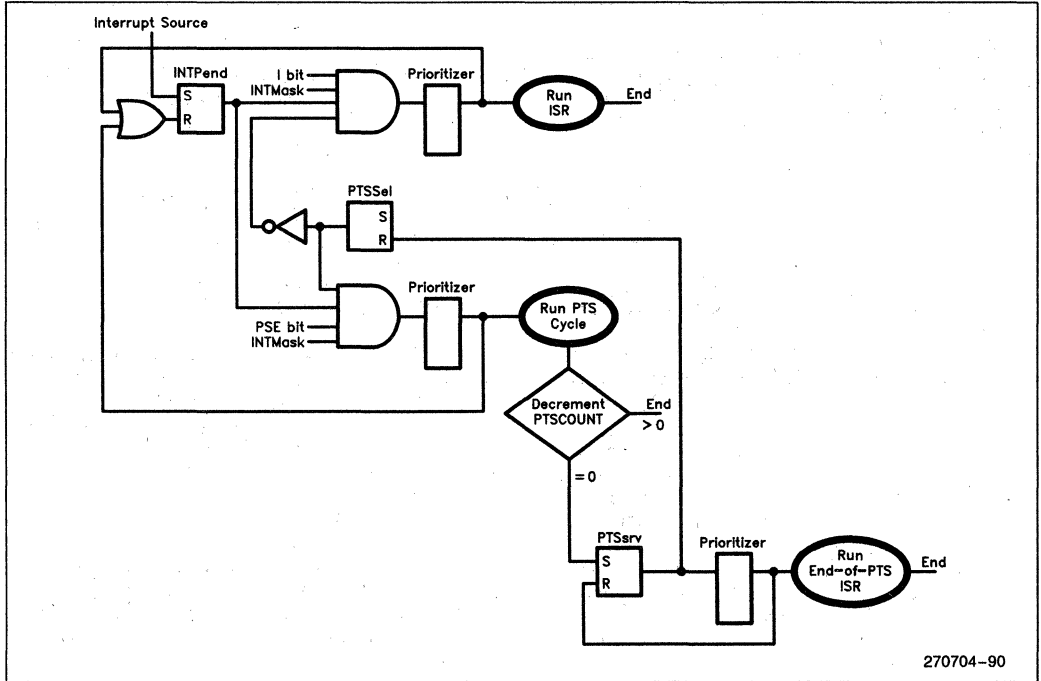 Interrupt Source
INTPend
S
R
I bit
INTMask
Prioritizer
Run
ISR
End
PTSSel
S
R
PSE bit
INTMask
Prioritizer
Run PTS
Cycle
Decrement
PTSCOUNT
End
> 0
= 0
PTSsrv
S
R
Prioritizer
Run
End-of-PTS
ISR
End
270704-90